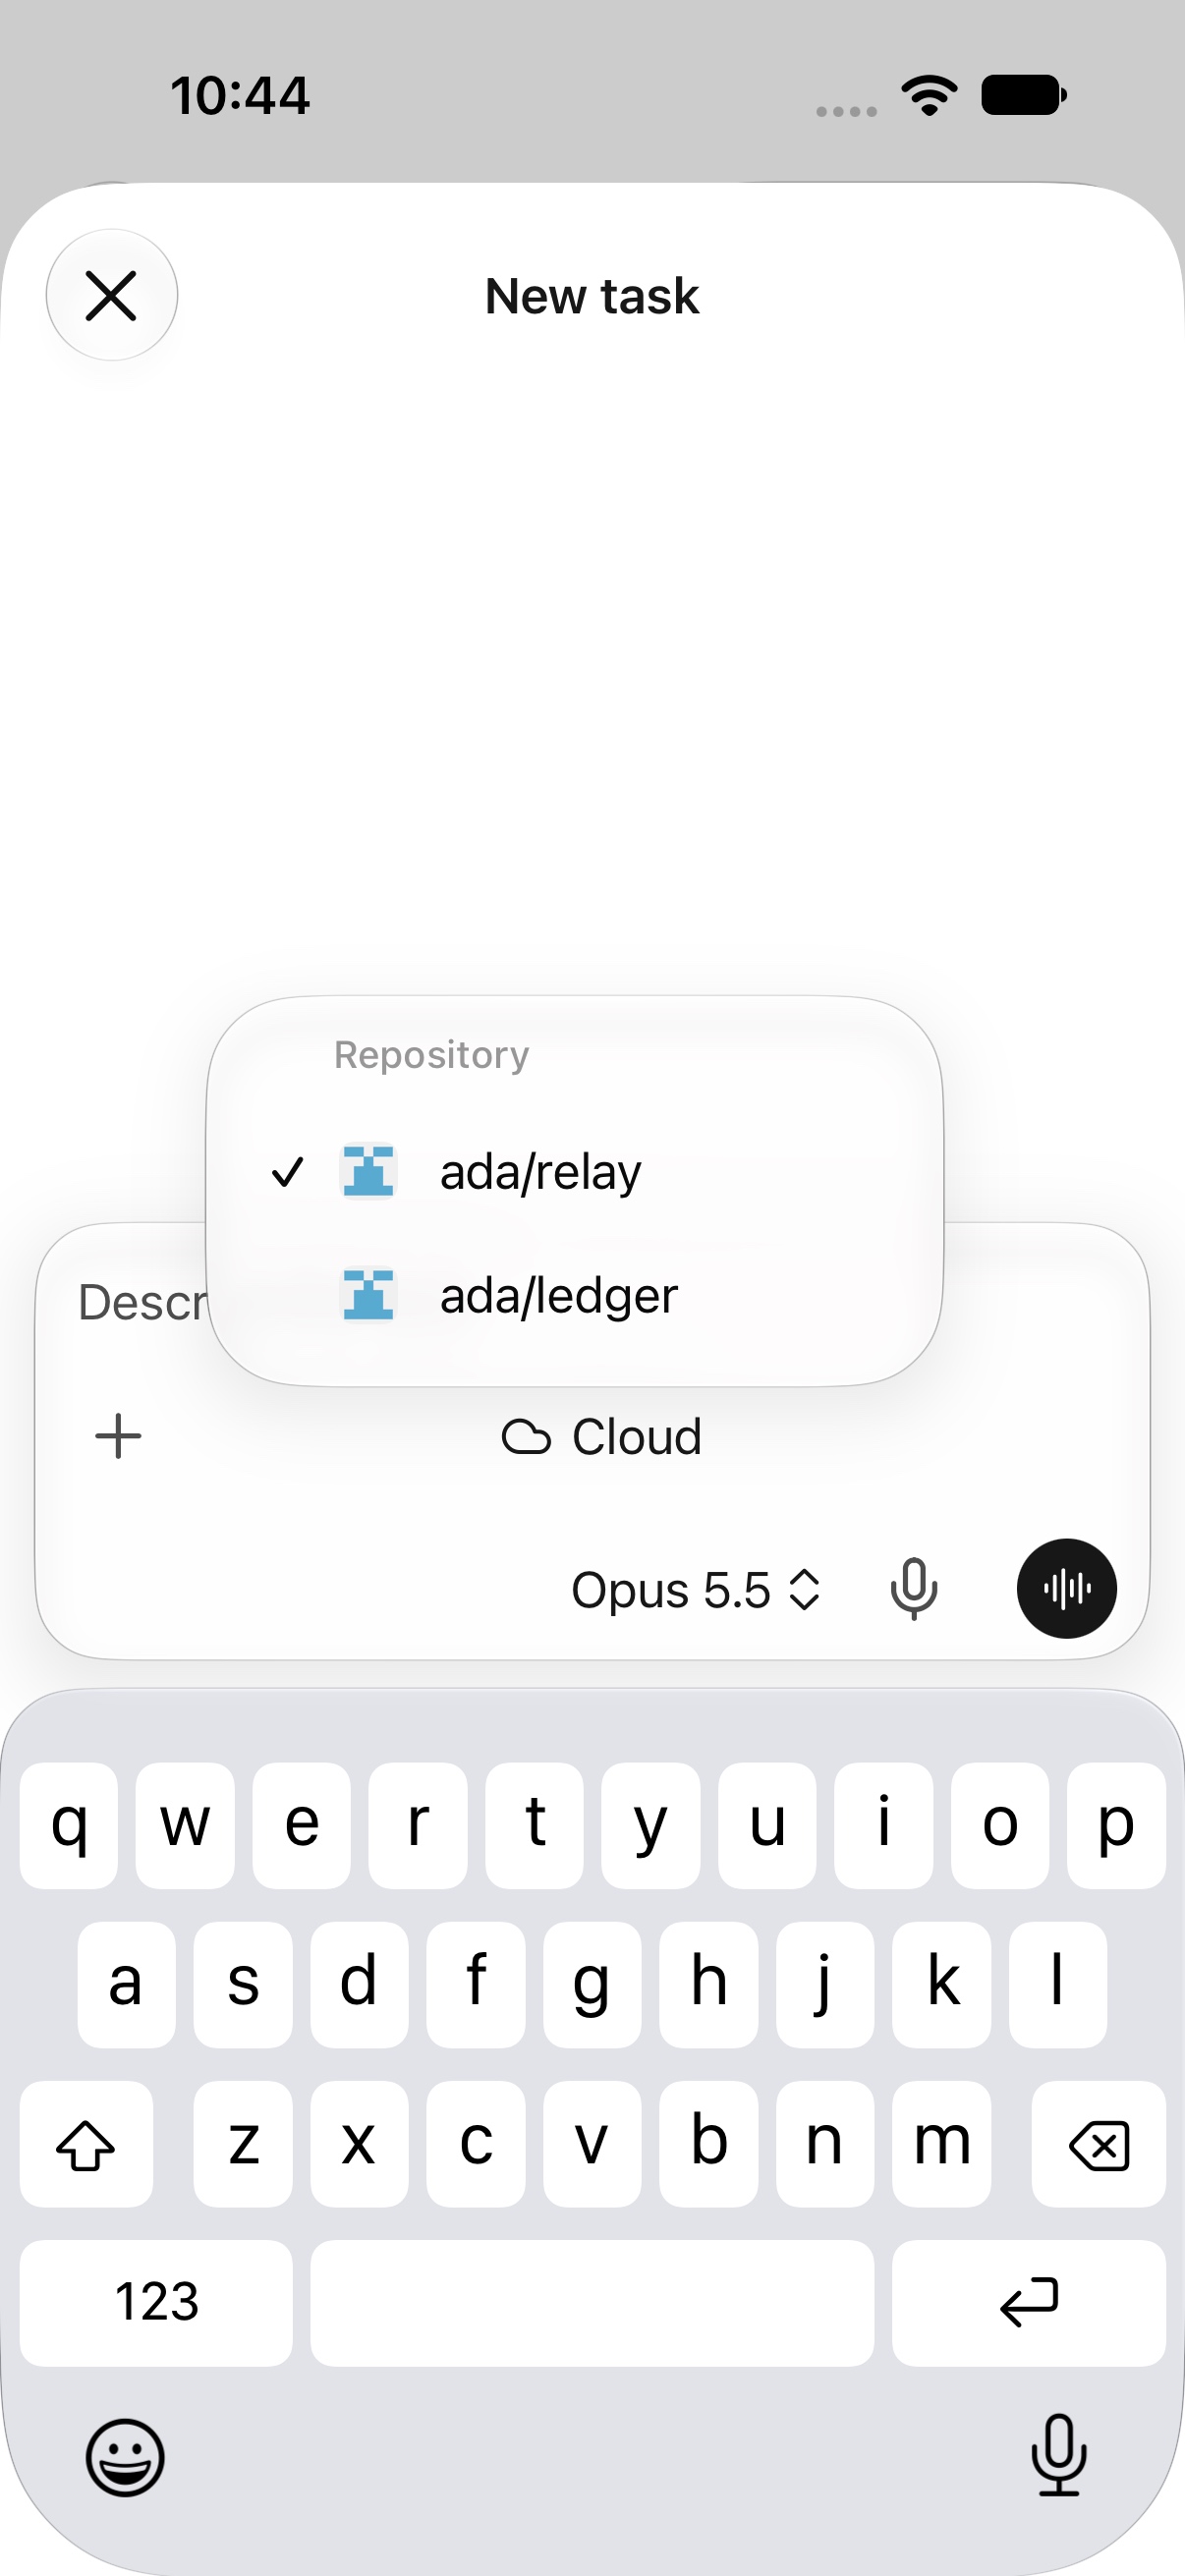 10:44
New task
Repository
ada/relay
ada/ledger
Descr
Cloud
Opus 5.5
q w e r t y u i o p
a s d f g h j k l
z x c v b n m
123